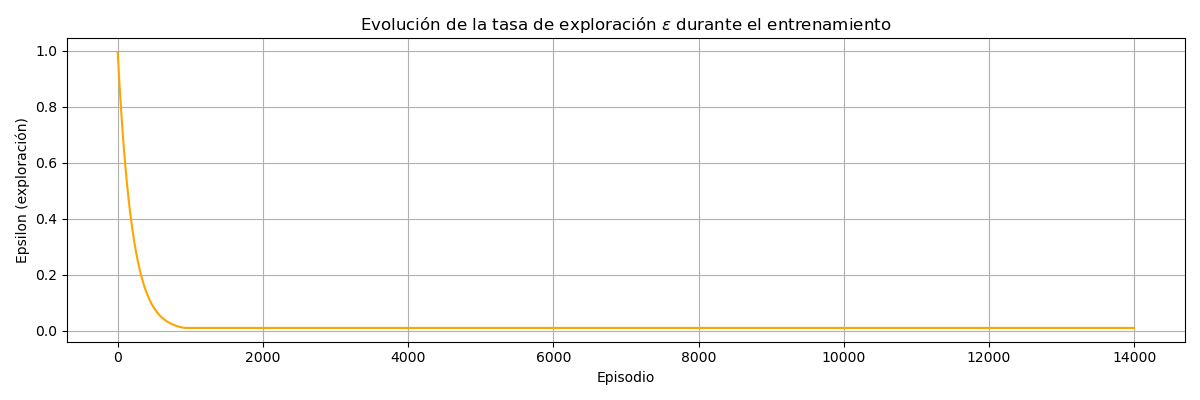 Evolución de la tasa de exploración ε durante el entrenamiento
Epsilon (exploración)
1.0
0.8
0.6
0.4
0.2
0.0
0 2000 4000 6000 8000 10000 12000 14000
Episodio